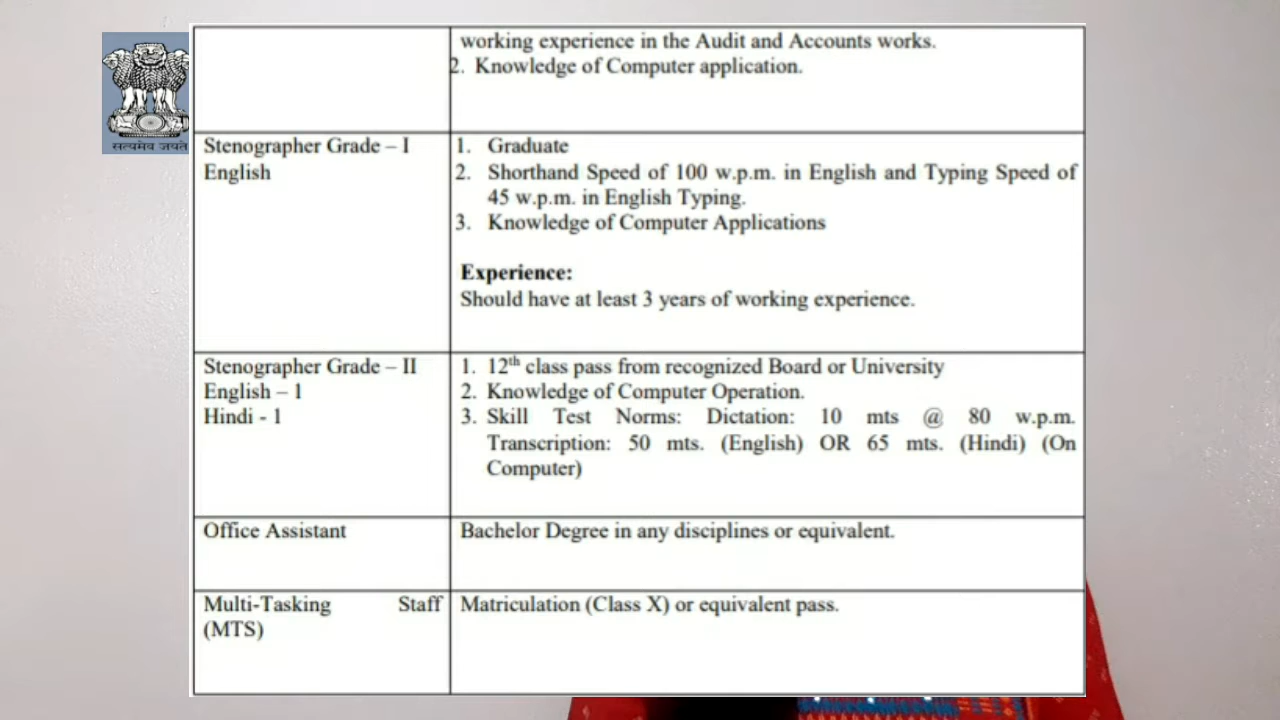 working experience in the Audit and Accounts works.
2. Knowledge of Computer application.
सत्यमेव जयते
Stenographer Grade – I
English
1. Graduate
2. Shorthand Speed of 100 w.p.m. in English and Typing Speed of
45 w.p.m. in English Typing.
3. Knowledge of Computer Applications
Experience:
Should have at least 3 years of working experience.
Stenographer Grade – II
English – 1
Hindi - 1
1. 12th class pass from recognized Board or University
2. Knowledge of Computer Operation.
3. Skill Test Norms: Dictation: 10 mts @ 80 w.p.m.
Transcription: 50 mts. (English) OR 65 mts. (Hindi) (On
Computer)
Office Assistant
Bachelor Degree in any disciplines or equivalent.
Multi-Tasking Staff
(MTS)
Matriculation (Class X) or equivalent pass.